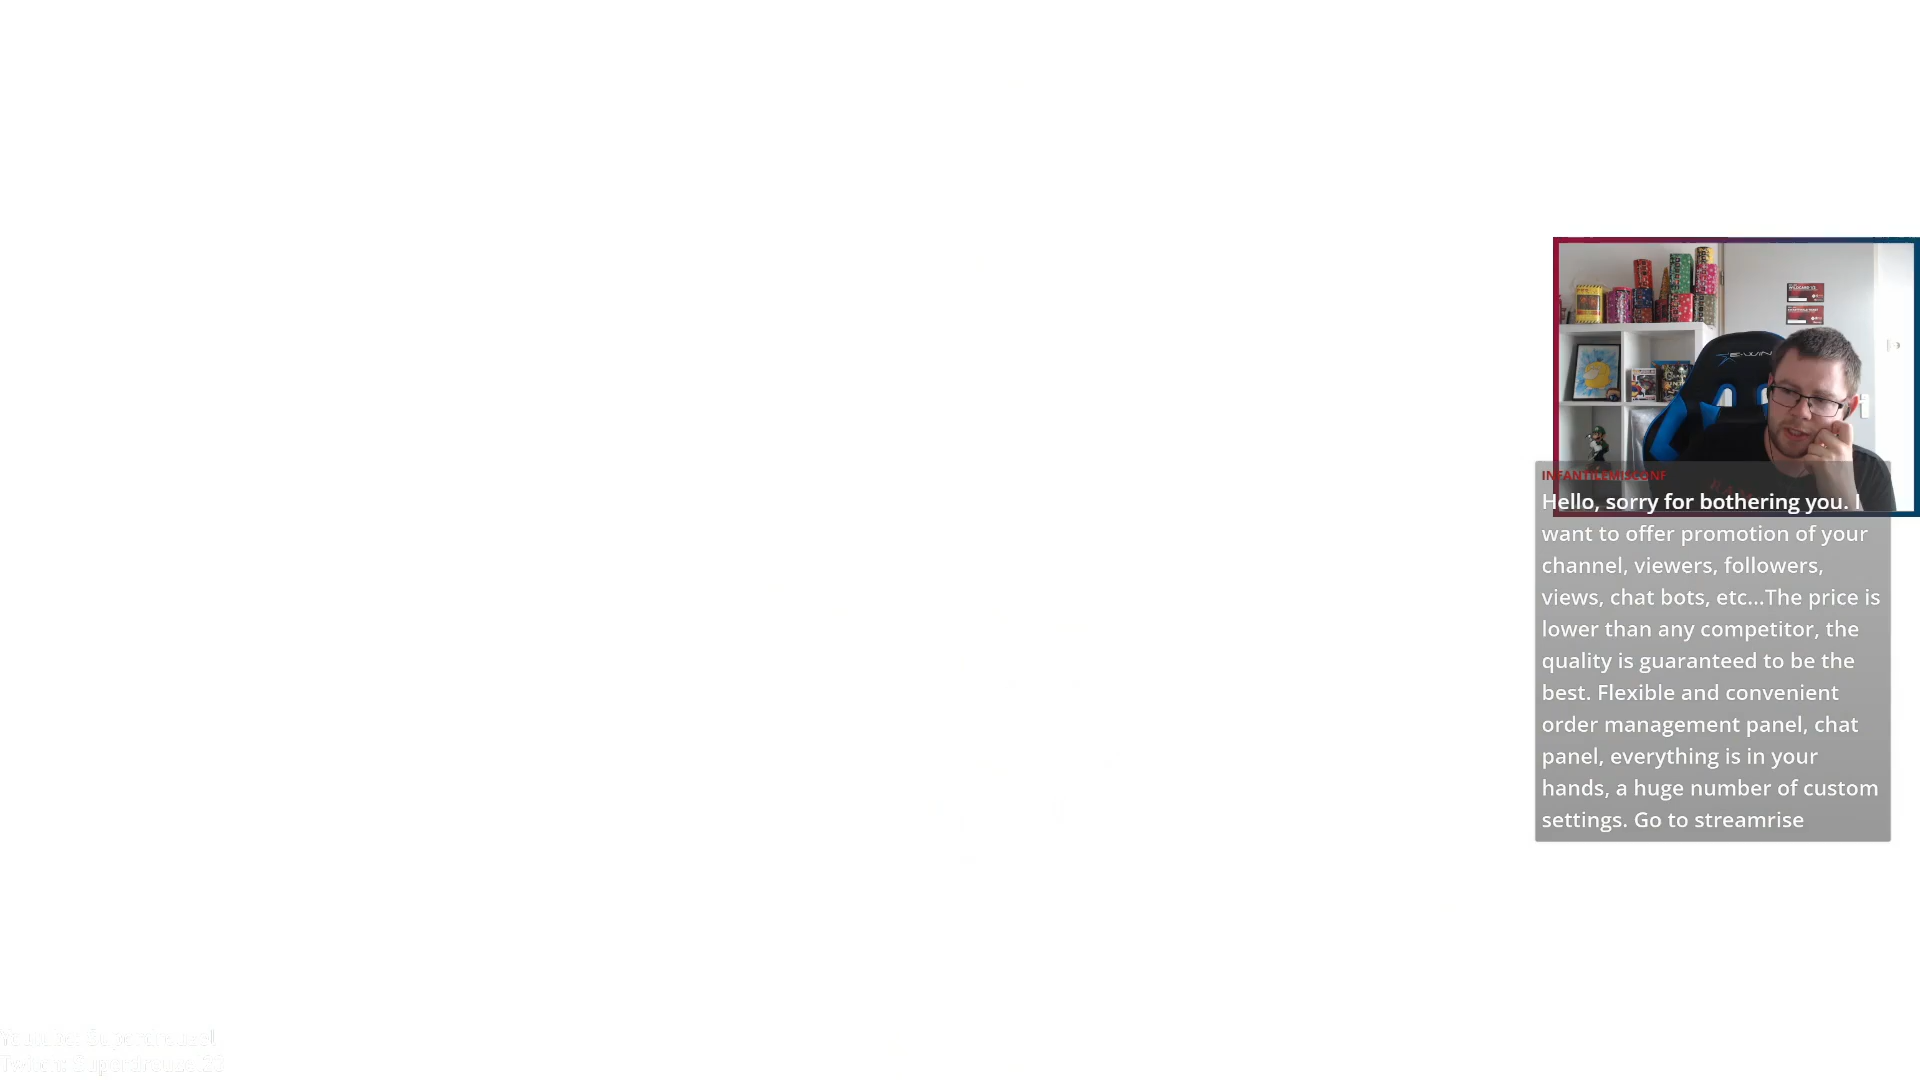 E-WIN
INFANTILEMISCONF
Hello, sorry for bothering you. I
want to offer promotion of your
channel, viewers, followers,
views, chat bots, etc...The price is
lower than any competitor, the
quality is guaranteed to be the
best. Flexible and convenient
order management panel, chat
panel, everything is in your
hands, a huge number of custom
settings. Go to streamrise